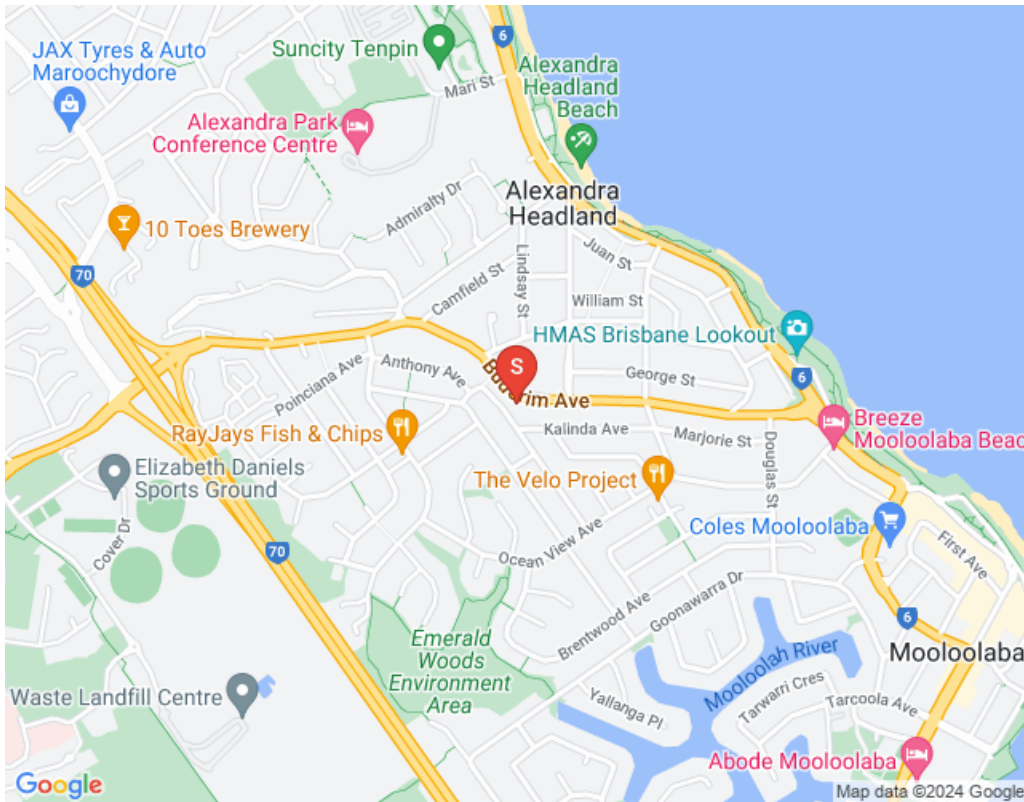 6
JAX Tyres & Auto
Maroochydore
Suncity Tenpin
Mari St
Alexandra
Headland
Beach
Alexandra Park
Conference Centre
Alexandra
Headland
Admiralty Dr
10 Toes Brewery
70
Lindsay St
Juan St
Camfield St
William St
HMAS Brisbane Lookout
Poinciana Ave
Anthony Ave
S
Buderim Ave
George St
6
RayJays Fish & Chips
Kalinda Ave
Marjorie St
Douglas St
Breeze
Mooloolaba Beac
Elizabeth Daniels
Sports Ground
The Velo Project
Coles Mooloolaba
Cover Dr
70
Ocean View Ave
First Ave
Brentwood Ave
Goonawarra Dr
6
Emerald
Woods
Environment
Area
Mooloolah River
Mooloolaba
Waste Landfill Centre
Yallanga Pl
Tarwarri Cres
Tarcoola Ave
Abode Mooloolaba
Google
Map data ©2024 Google